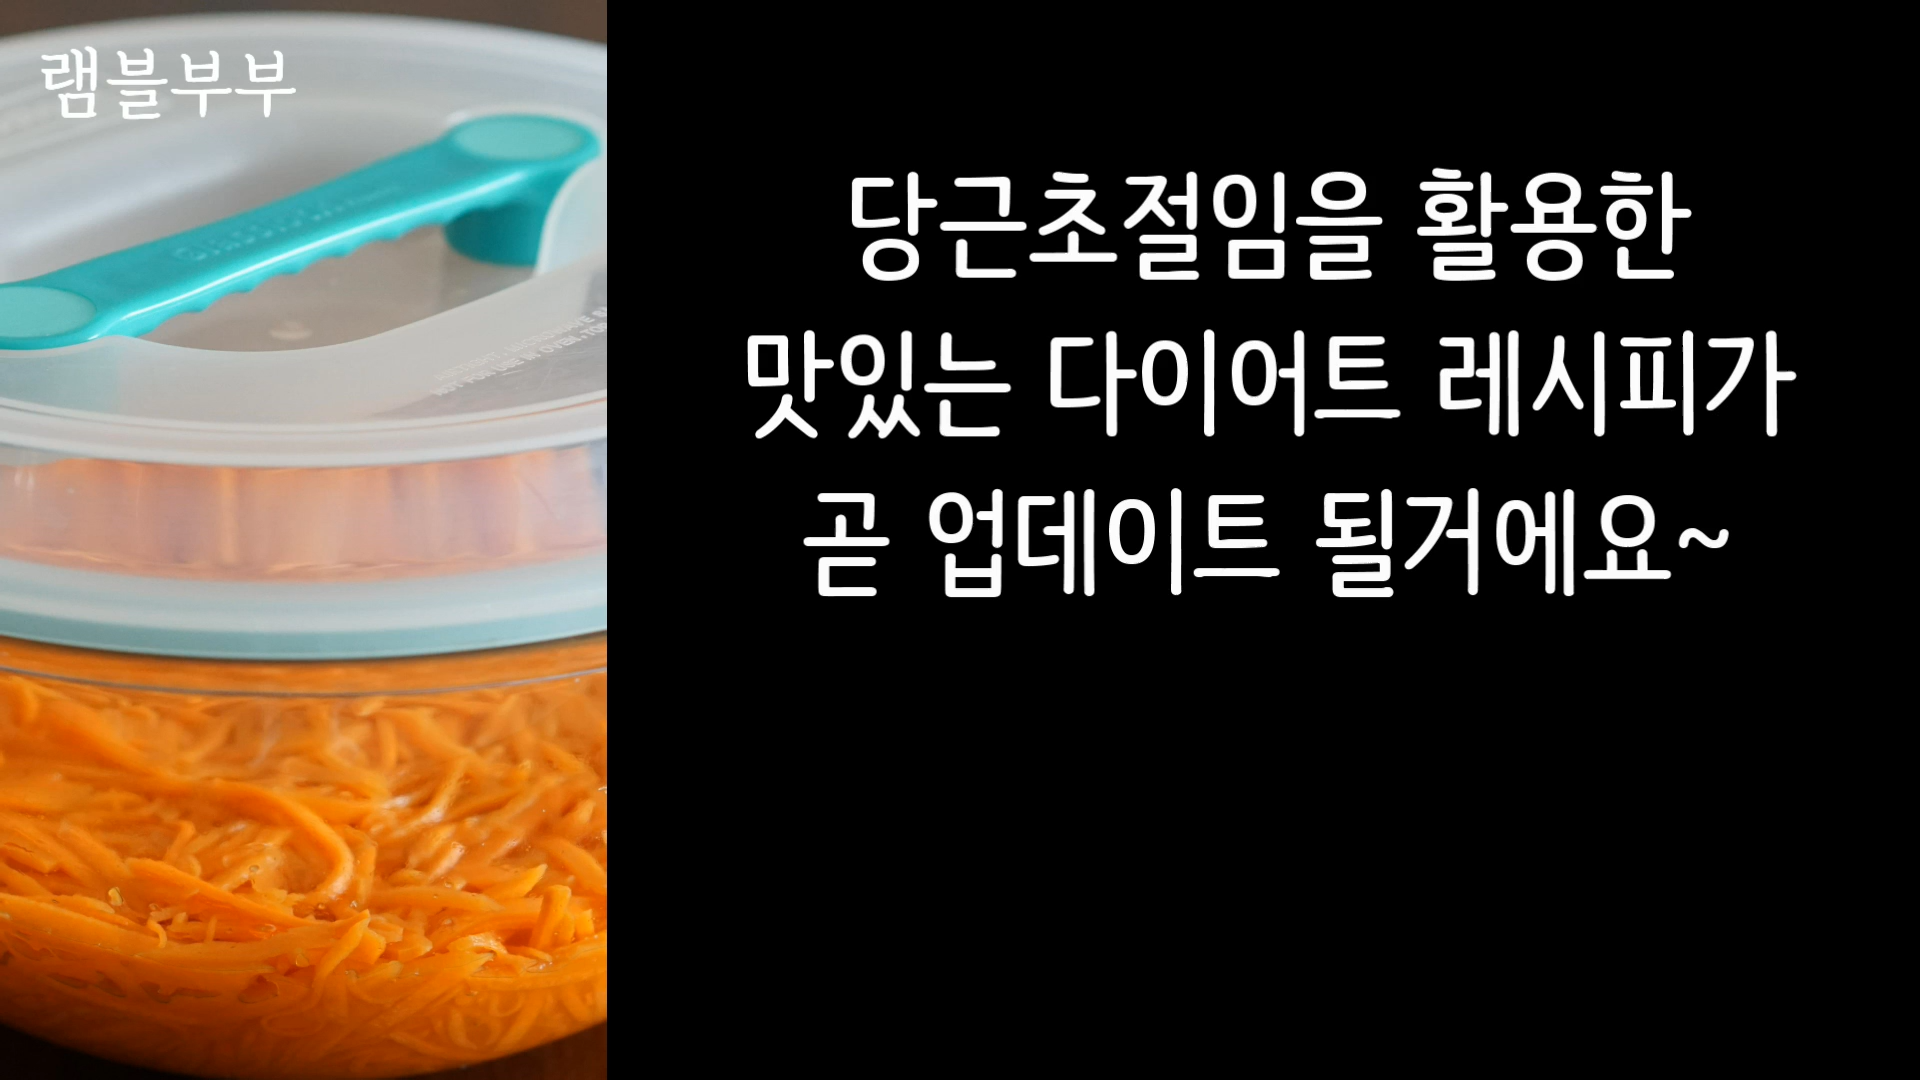 램블부부
당근초절임을 활용한
맛있는 다이어트 레시피가
곧 업데이트 될거에요~